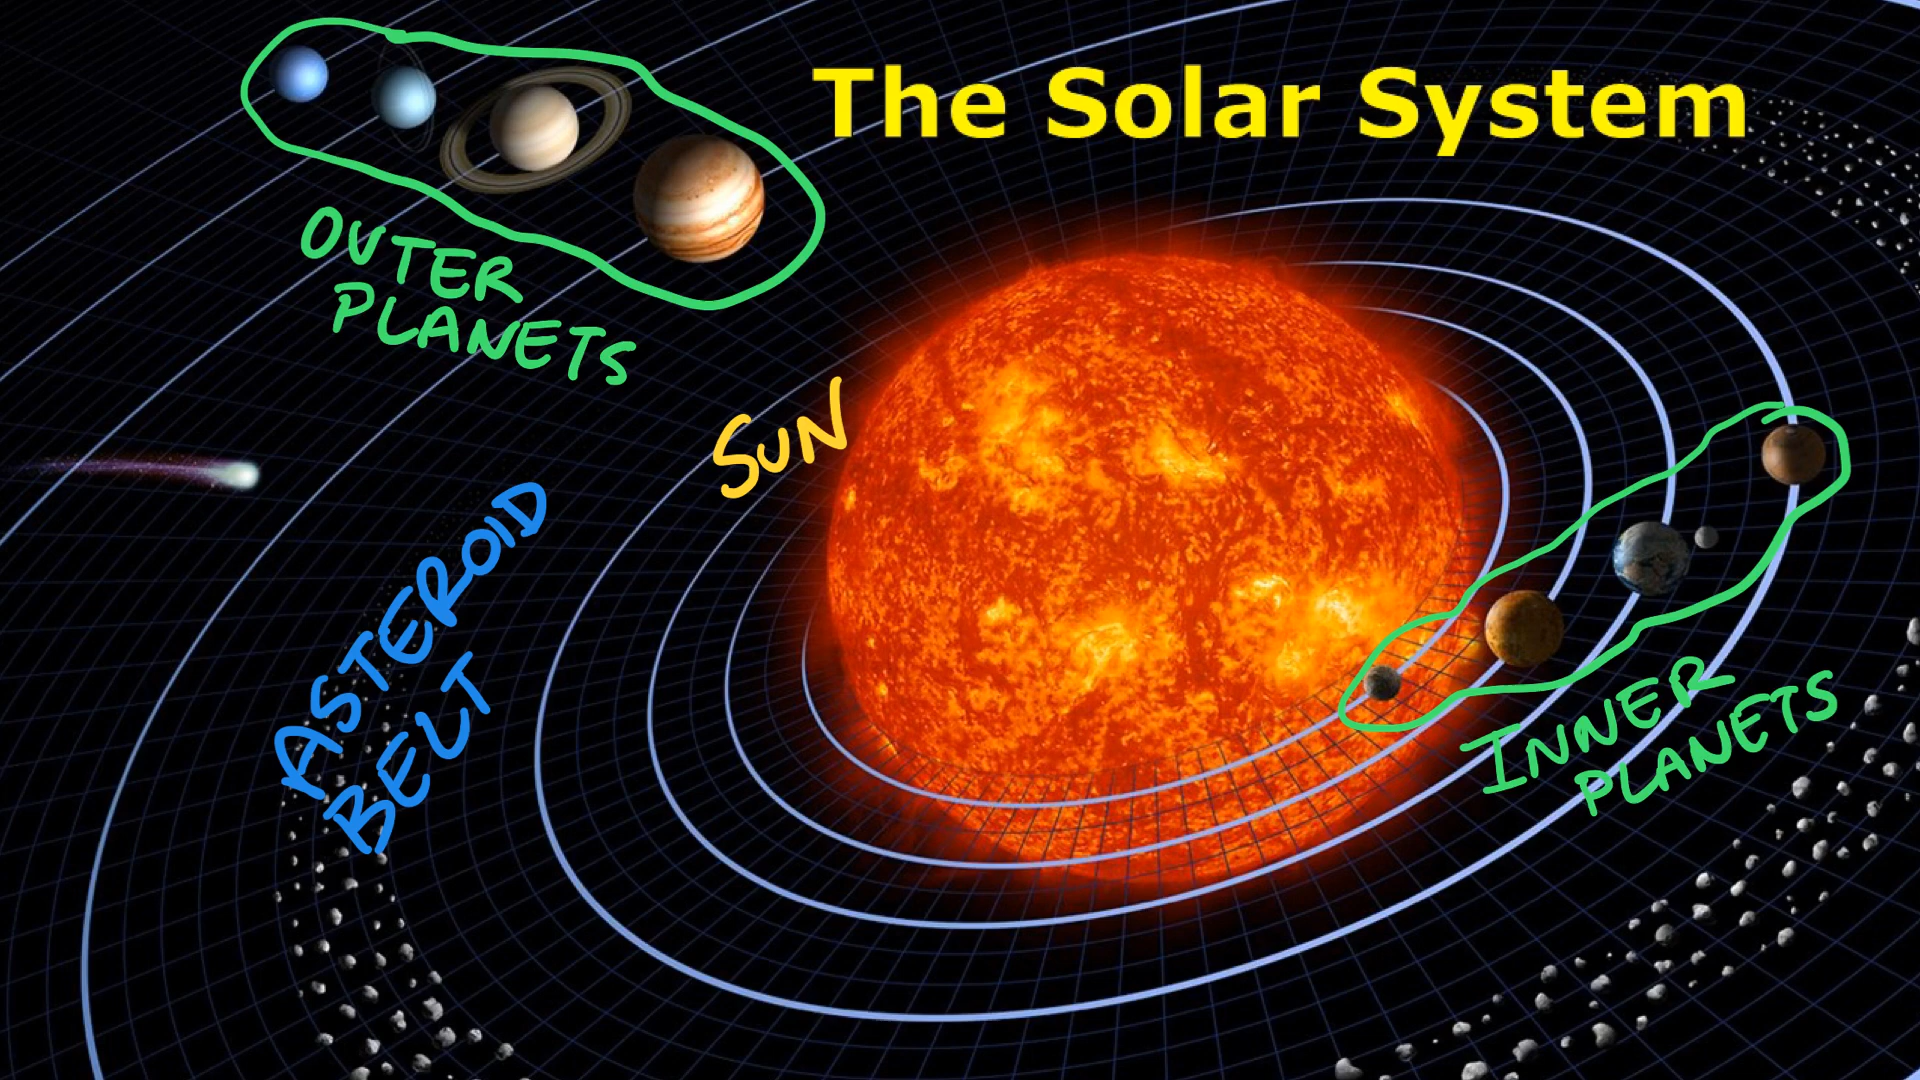 The Solar System
OUTER
PLANETS
SUN
ASTEROID
BELT
INNER
PLANETS